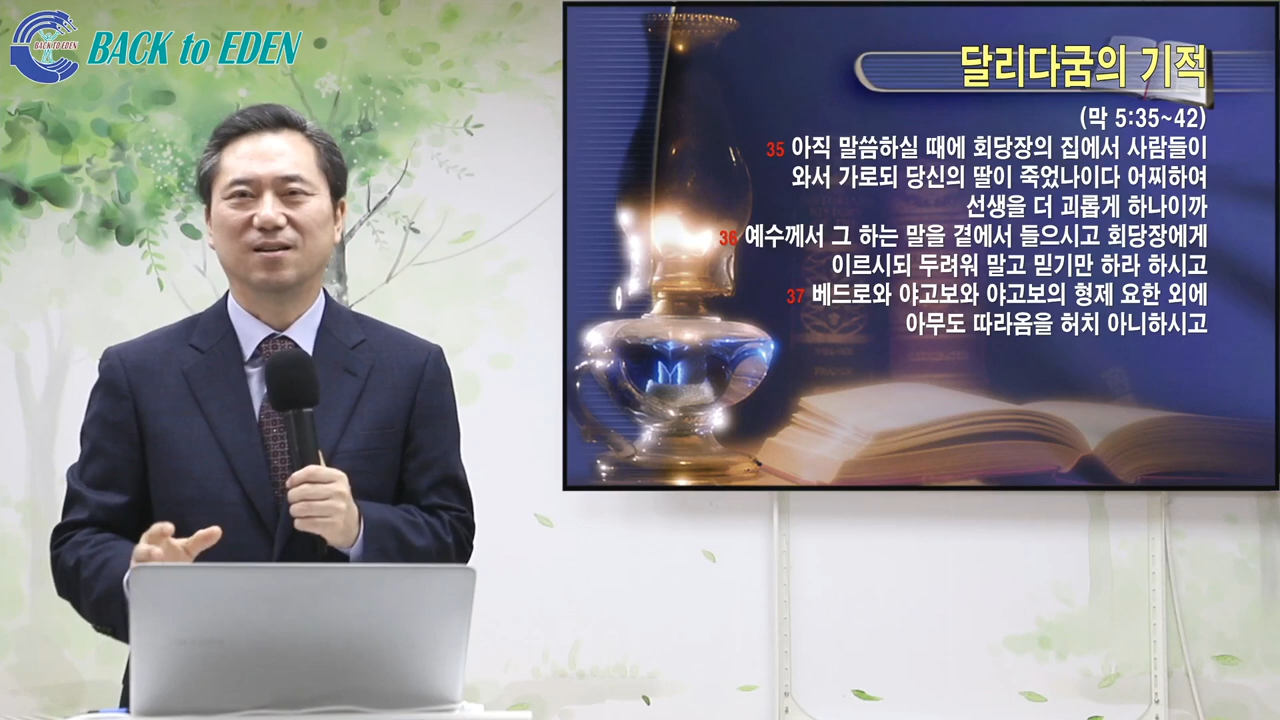 BACK TO EDEN
BACK to EDEN
달리다굼의 기적
(막 5:35~42)
35 아직 말씀하실 때에 회당장의 집에서 사람들이
와서 가로되 당신의 딸이 죽었나이다 어찌하여
선생을 더 괴롭게 하나이까
36 예수께서 그 하는 말을 곁에서 들으시고 회당장에게
이르시되 두려워 말고 믿기만 하라 하시고
37 베드로와 야고보와 야고보의 형제 요한 외에
아무도 따라옴을 허치 아니하시고